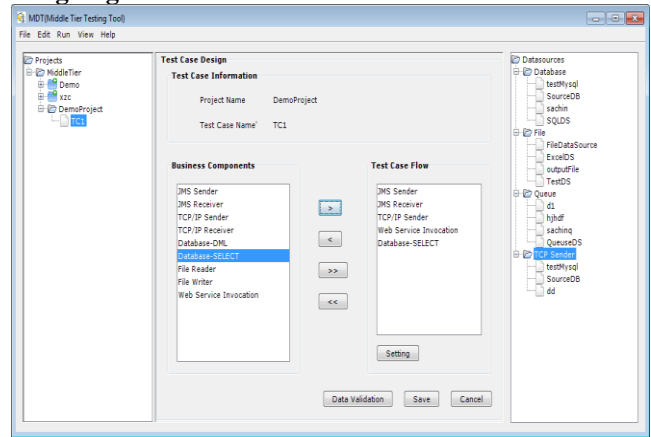 MDT(Middle Tier Testing Tool)
File Edit Run View Help
Projects
MiddleTier
Demo
xzc
DemoProject
TC1
Test Case Design
Test Case Information
Project Name DemoProject
Test Case Name' TC1
Business Components
JMS Sender
JMS Receiver
TCP/IP Sender
TCP/IP Receiver
Database-DML
Database-SELECT
File Reader
File Writer
Web Service Invocation
>
<
>>
<<
Test Case Flow
JMS Sender
JMS Receiver
TCP/IP Sender
Web Service Invocation
Database-SELECT
Setting
Data Validation Save Cancel
Datasources
Database
testMysql
SourceDB
sachin
SQLDS
File
FileDataSource
ExcelDS
outputFile
TestDS
Queue
d1
hjhdf
sachinq
QueuseDS
TCP Sender
testMysql
SourceDB
dd